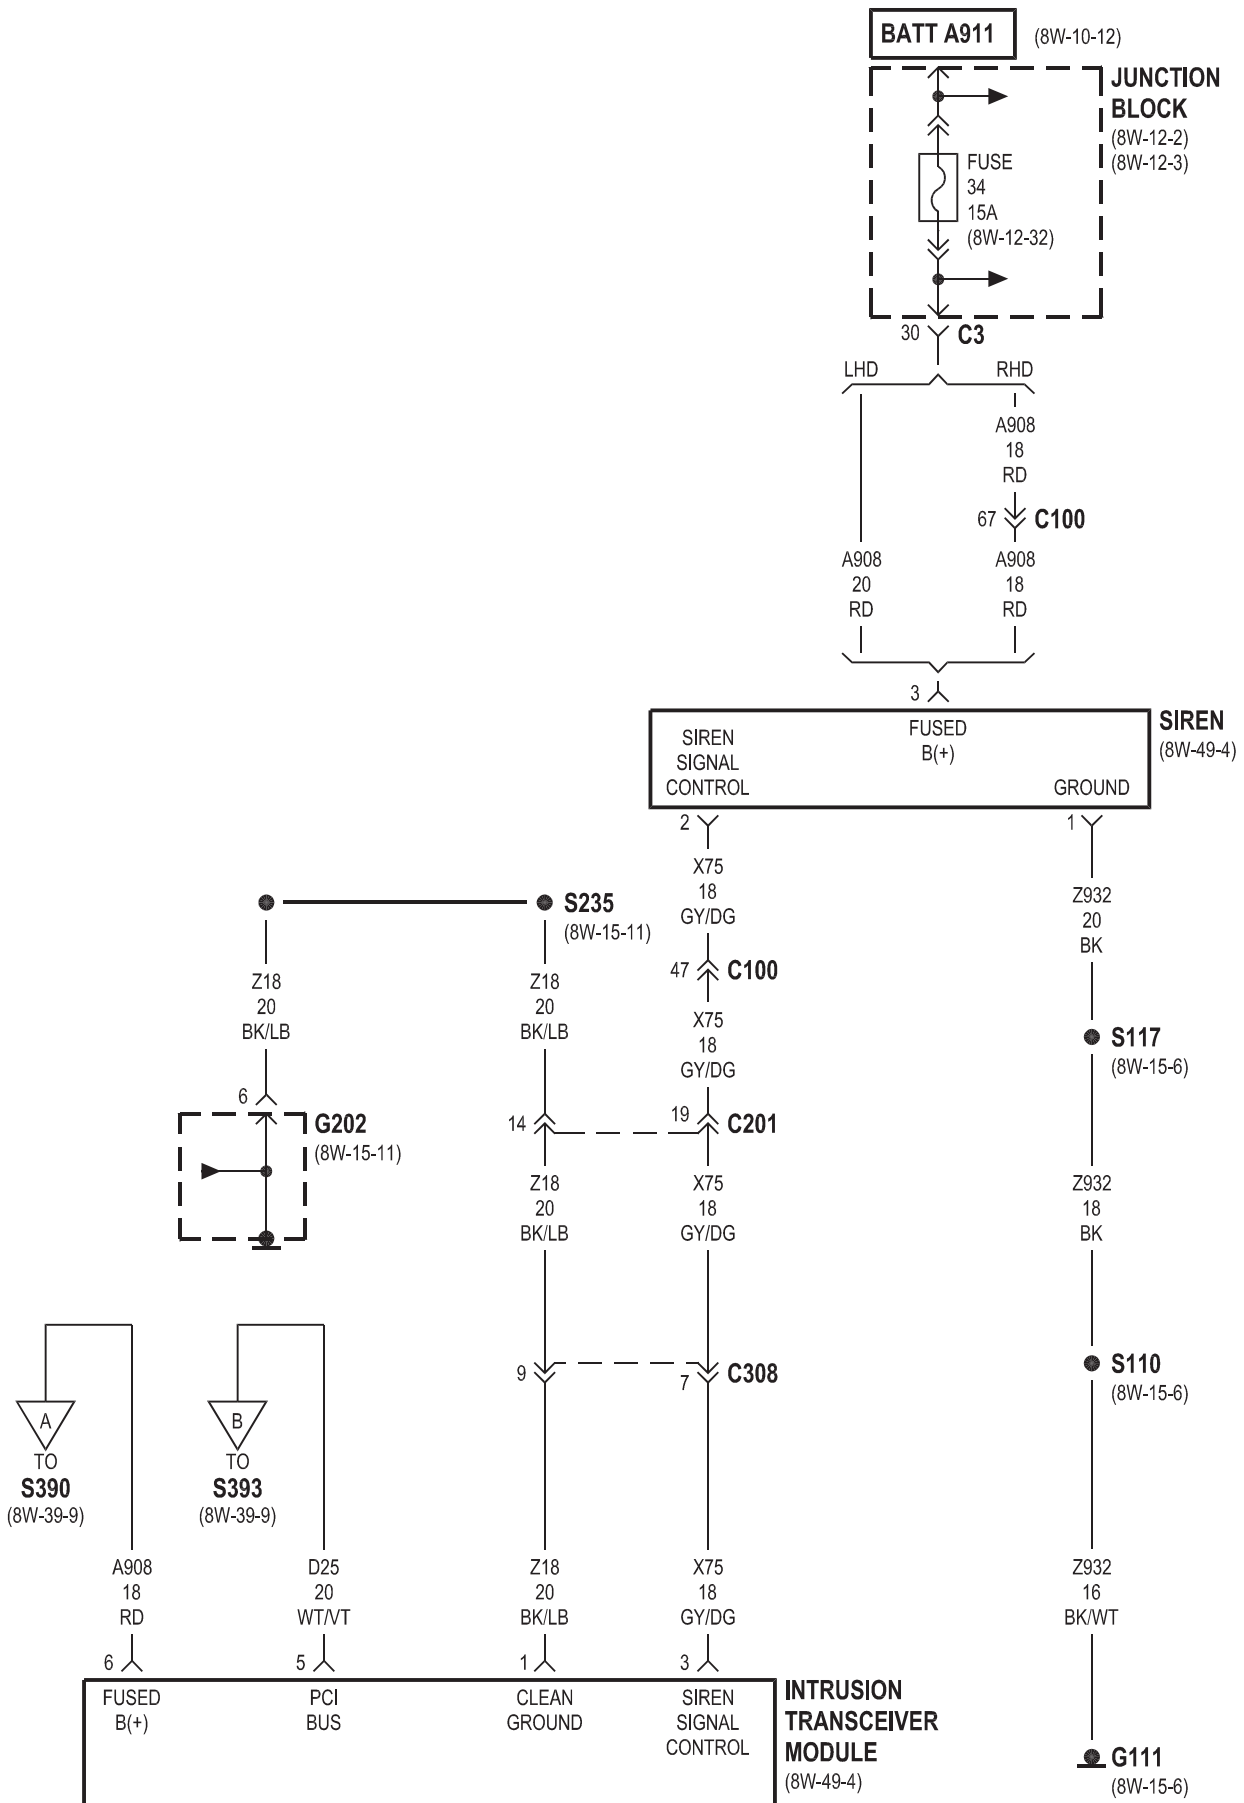 BATT A911 (8W-10-12)
JUNCTION
BLOCK
(8W-12-2)
(8W-12-3)
FUSE
34
15A
(8W-12-32)
30 C3
LHD RHD
A908
18
RD
67 C100
A908
20
RD
A908
18
RD
3
SIREN
(8W-49-4)
FUSED
B(+)
SIREN
SIGNAL
CONTROL
GROUND
2 1
X75
18
GY/DG
Z932
20
BK
S235
(8W-15-11)
47 C100
Z18
20
BK/LB
Z18
20
BK/LB
X75
18
GY/DG
S117
(8W-15-6)
6
G202
(8W-15-11)
14 19 C201
Z18
20
BK/LB
X75
18
GY/DG
Z932
18
BK
9 7 C308
S110
(8W-15-6)
A
TO
S390
(8W-39-9)
B
TO
S393
(8W-39-9)
A908
18
RD
D25
20
WT/VT
Z18
20
BK/LB
X75
18
GY/DG
Z932
16
BK/WT
6 5 1 3
FUSED
B(+)
PCI
BUS
CLEAN
GROUND
SIREN
SIGNAL
CONTROL
INTRUSION
TRANSCEIVER
MODULE
(8W-49-4)
G111
(8W-15-6)